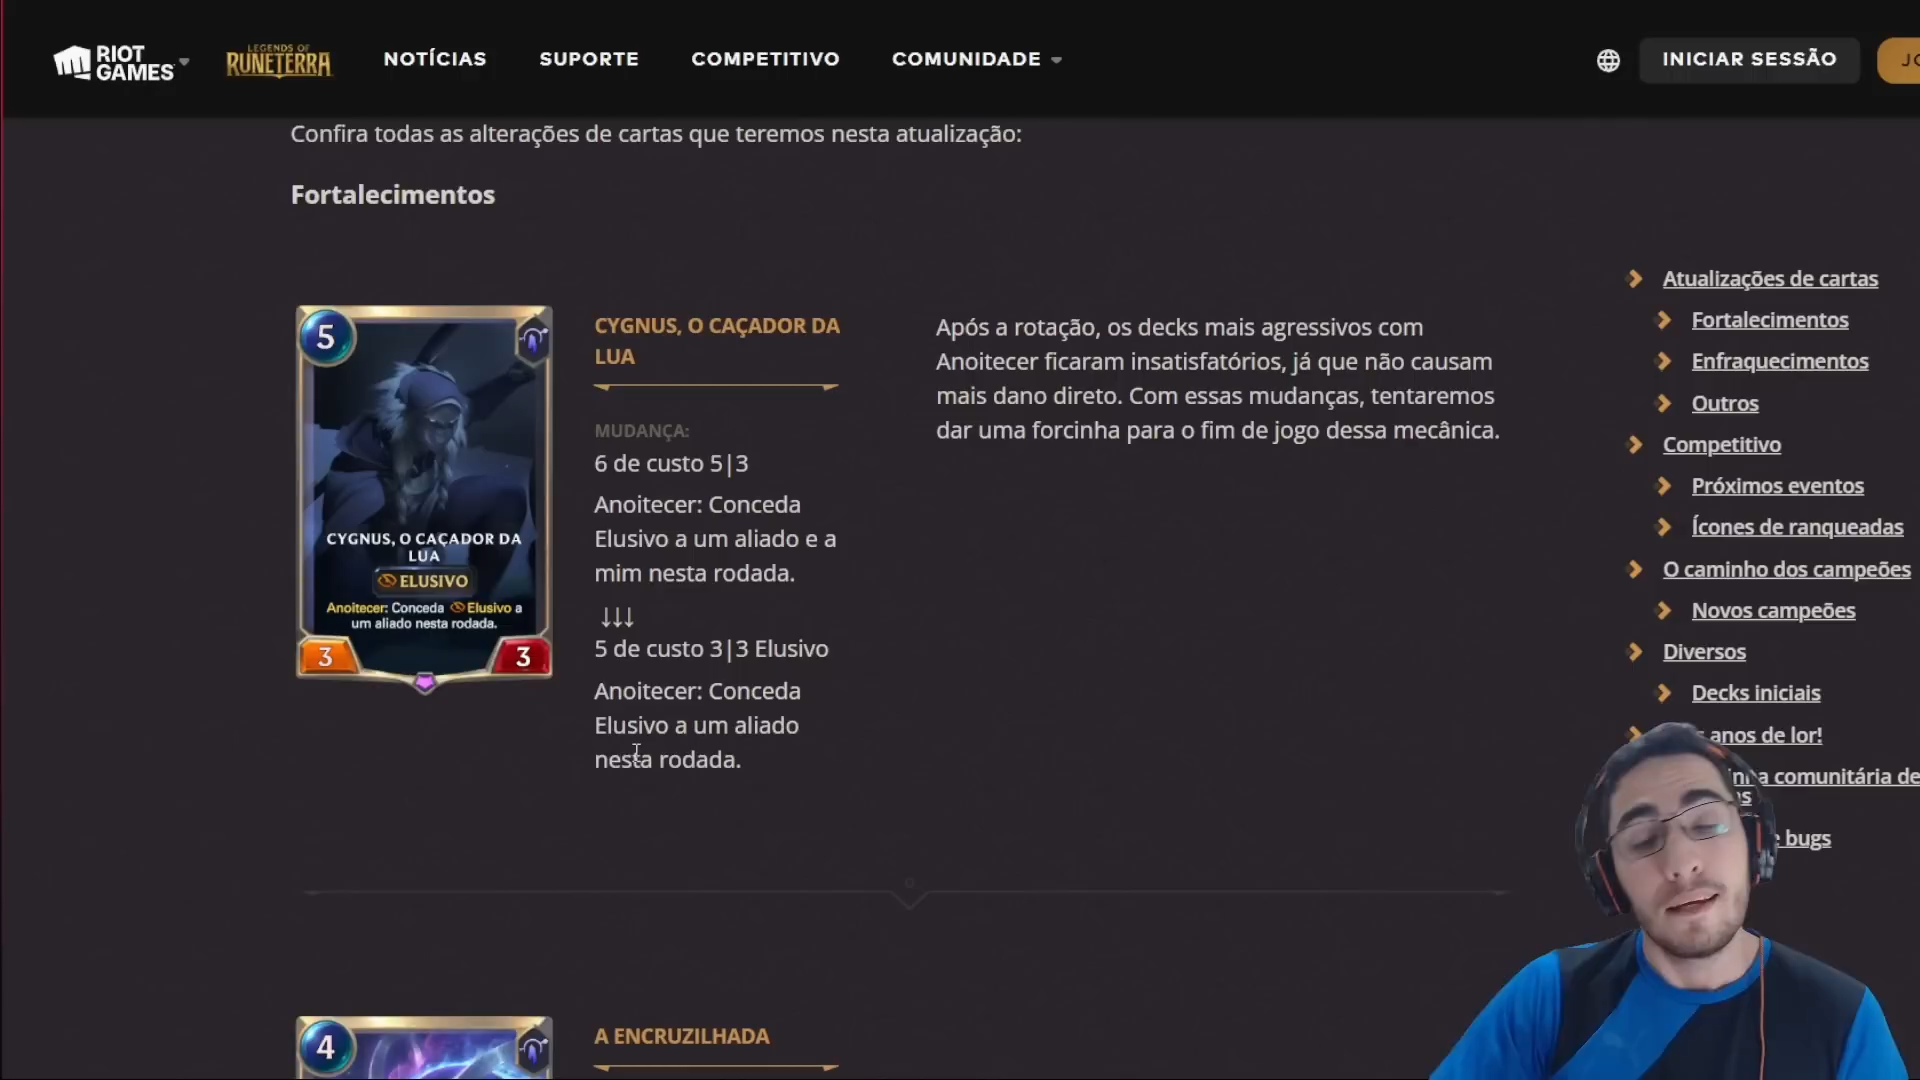 RIOT
GAMES
LEGENDS OF
RUNETERRA
NOTÍCIAS
SUPORTE
COMPETITIVO
COMUNIDADE
INICIAR SESSÃO
Confira todas as alterações de cartas que teremos nesta atualização:
Fortalecimentos
5
CYGNUS, O CAÇADOR DA
LUA
ELUSIVO
Anoitecer: Conceda Elusivo a
um aliado nesta rodada.
3
3
CYGNUS, O CAÇADOR DA
LUA
MUDANÇA:
6 de custo 5|3
Anoitecer: Conceda
Elusivo a um aliado e a
mim nesta rodada.
↓↓↓
5 de custo 3|3 Elusivo
Anoitecer: Conceda
Elusivo a um aliado
nesta rodada.
Após a rotação, os decks mais agressivos com
Anoitecer ficaram insatisfatórios, já que não causam
mais dano direto. Com essas mudanças, tentaremos
dar uma forcinha para o fim de jogo dessa mecânica.
Atualizações de cartas
Fortalecimentos
Enfraquecimentos
Outros
Competitivo
Próximos eventos
Ícones de ranqueadas
O caminho dos campeões
Novos campeões
Diversos
Decks iniciais
anos de lor!
comunitária de
bugs
4
A ENCRUZILHADA